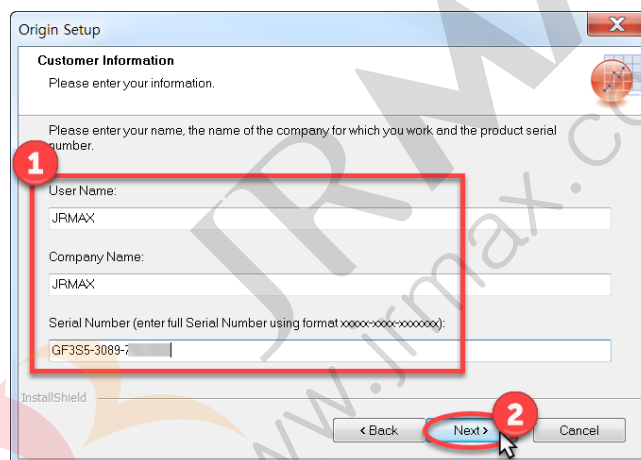 Origin Setup
Customer Information
Please enter your information.
Please enter your name, the name of the company for which you work and the product serial
number.
1
User Name:
JRMAX
Company Name:
JRMAX
Serial Number (enter full Serial Number using format xxxxx-xxxx-xxxxxxx):
GF3S5-3089-7
InstallShield
< Back
Next >
2
Cancel
JRMA
www.jrmax.co